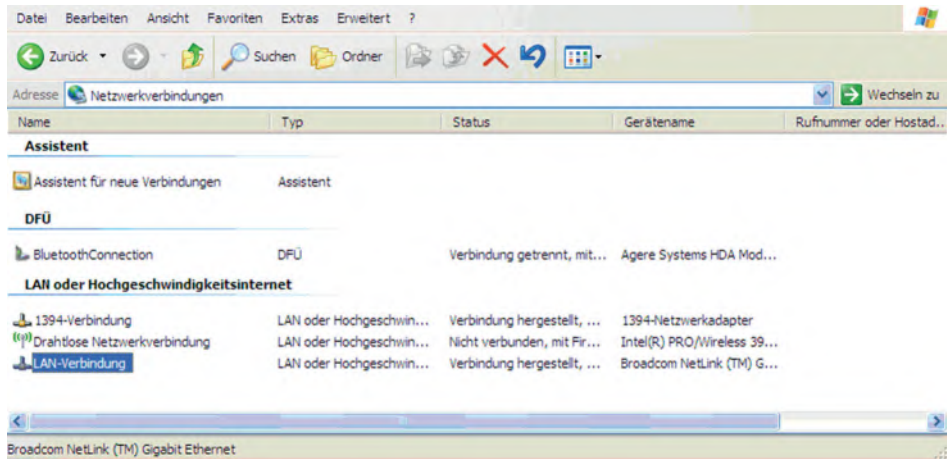 Datei Bearbeiten Ansicht Favoriten Extras Erweitert ?
Zurück Suchen Ordner
Adresse Netzwerkverbindungen Wechseln zu
Name Typ Status Gerätename Rufnummer oder Hostad...
Assistent
Assistent für neue Verbindungen Assistent
DFÜ
BluetoothConnection DFÜ Verbindung getrennt, mit... Agere Systems HDA Mod...
LAN oder Hochgeschwindigkeitsinternet
1394-Verbindung LAN oder Hochgeschwin... Verbindung hergestellt, ... 1394-Netzwerkadapter
Drahtlose Netzwerkverbindung LAN oder Hochgeschwin... Nicht verbunden, mit Fir... Intel(R) PRO/Wireless 39...
LAN-Verbindung LAN oder Hochgeschwin... Verbindung hergestellt, ... Broadcom NetLink (TM) G...
Broadcom NetLink (TM) Gigabit Ethernet